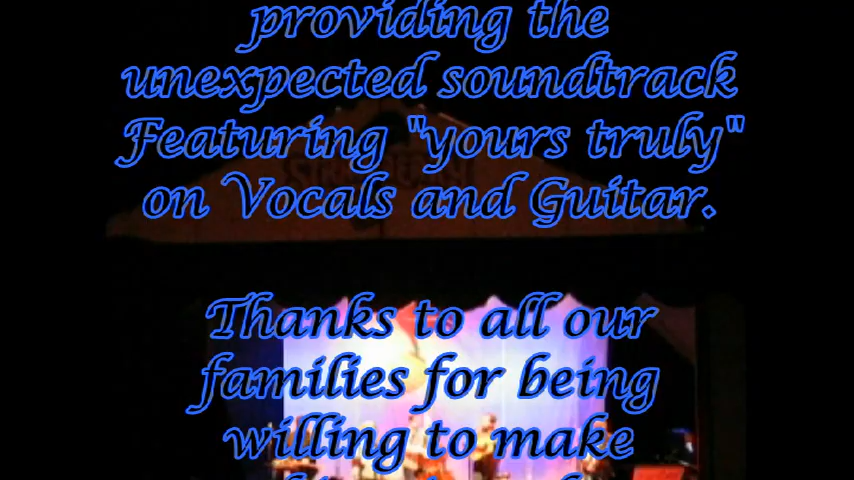 providing the
unexpected soundtrack
Featuring "yours truly"
on Vocals and Guitar.
STRAWBERRY
Thanks to all our
families for being
willing to make